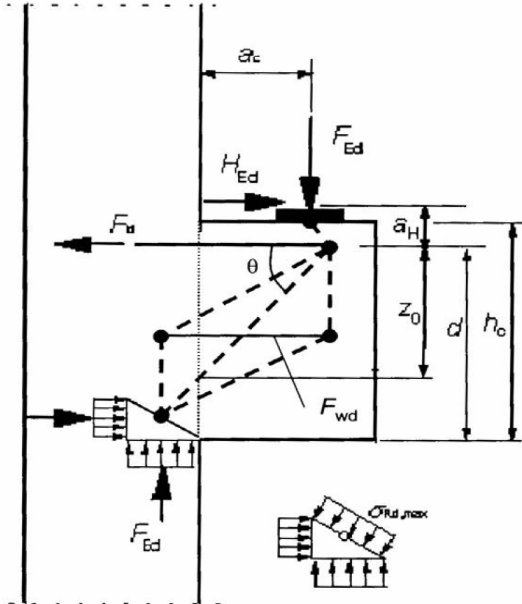 a_c
F_Ed
H_Ed
a_H
F_td
θ
z_0
d
h_c
F_wd
F_Ed
σ_Rd,max